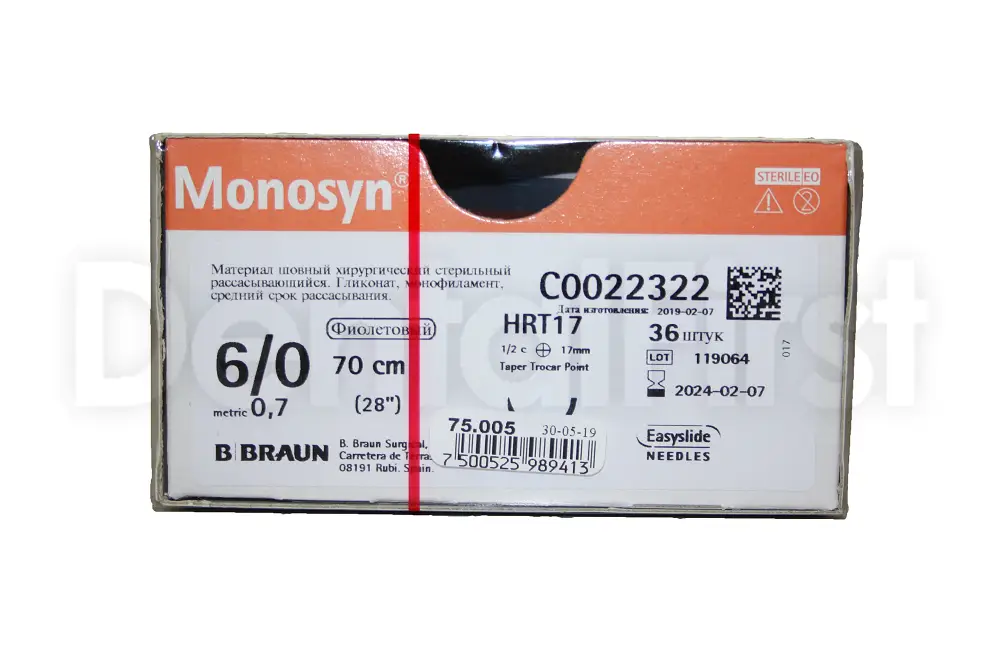 Monosyn®
STERILE EO
Материал шовный хирургический стерильный
рассасывающийся. Гликонат, монофиламент,
средний срок рассасывания.
C0022322
Дата изготовления: 2019-02-07
Фиолетовый
HRT17
36 штук
6/0
70 cm
1/2 c 17mm
LOT 119064
017
Taper Trocar Point
2024-02-07
metric 0,7
(28")
75.005 30-05-19
7 500525 989413
Easyslide
NEEDLES
B BRAUN
B. Braun Surgical,
Carretera de Terras
08191 Rubi. Spain.
DentalFirst